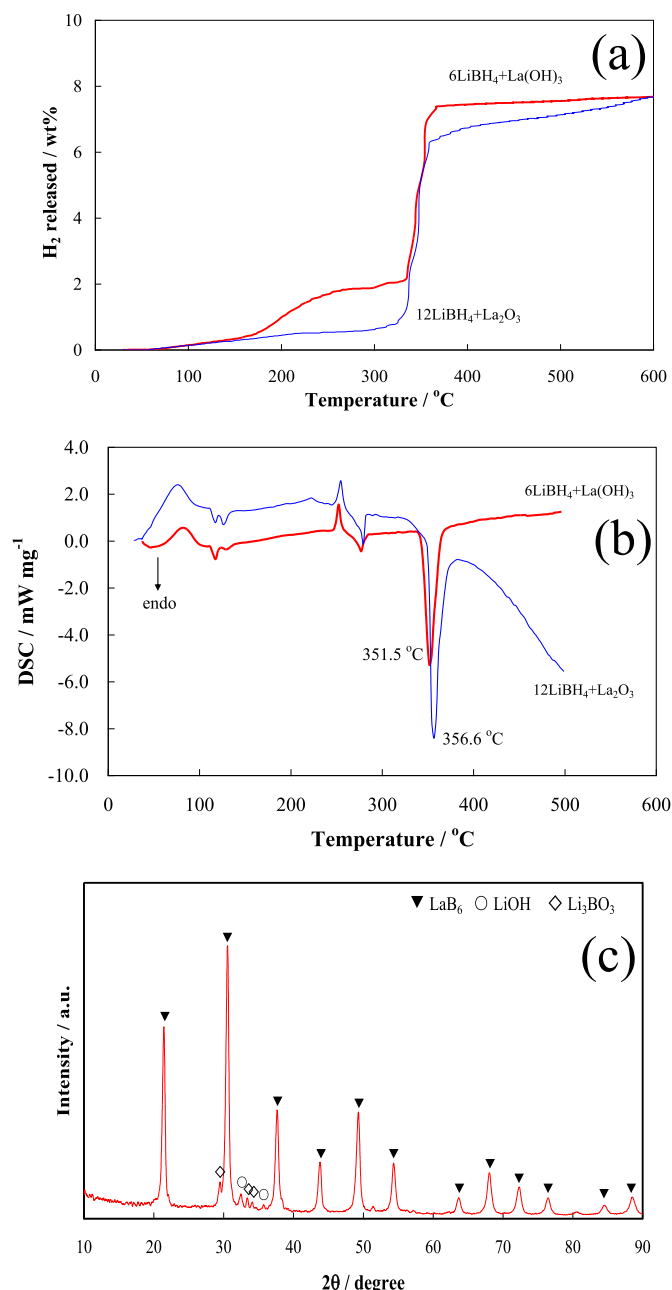 (a)
6LiBH₄+La(OH)₃
12LiBH₄+La₂O₃
H₂ released / wt%
10
8
6
4
2
0
0 100 200 300 400 500 600
Temperature / °C
(b)
6LiBH₄+La(OH)₃
12LiBH₄+La₂O₃
endo
351.5 °C
356.6 °C
DSC / mW mg⁻¹
4.0
2.0
0.0
-2.0
-4.0
-6.0
-8.0
-10.0
0 100 200 300 400 500 600
Temperature / °C
▼ LaB₆ ○ LiOH ◇ Li₃BO₃
(c)
Intensity / a.u.
10 20 30 40 50 60 70 80 90
2θ / degree